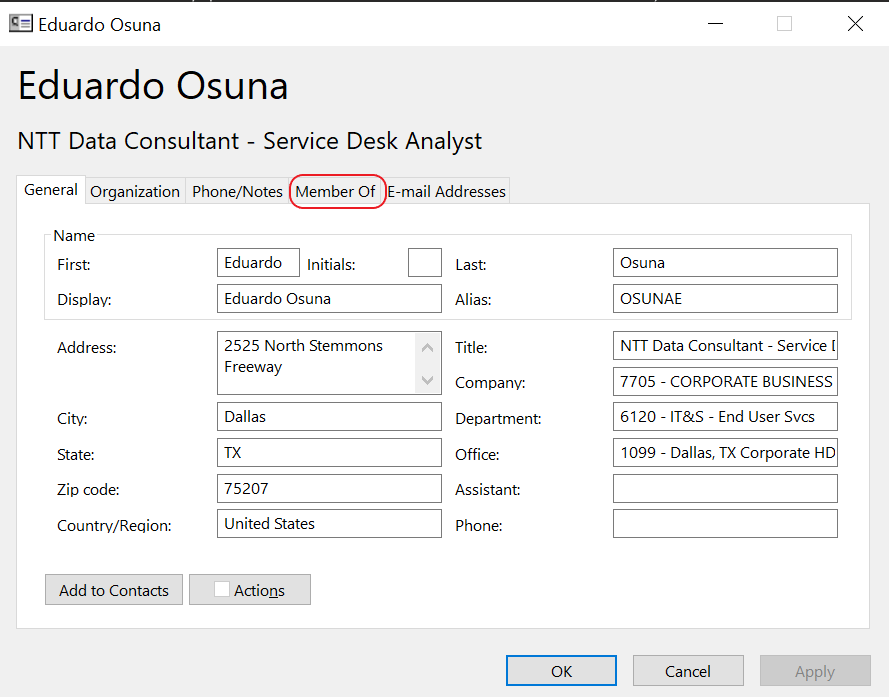 Eduardo Osuna
Eduardo Osuna
NTT Data Consultant - Service Desk Analyst
General Organization Phone/Notes Member Of E-mail Addresses
Name
First: Eduardo Initials: Last: Osuna
Display: Eduardo Osuna Alias: OSUNAE
Address: 2525 North Stemmons Title: NTT Data Consultant - Service
Freeway
Company: 7705 - CORPORATE BUSINESS
City: Dallas Department: 6120 - IT&S - End User Svcs
State: TX Office: 1099 - Dallas, TX Corporate HD
Zip code: 75207 Assistant:
Country/Region: United States Phone:
Add to Contacts Actions
OK Cancel Apply